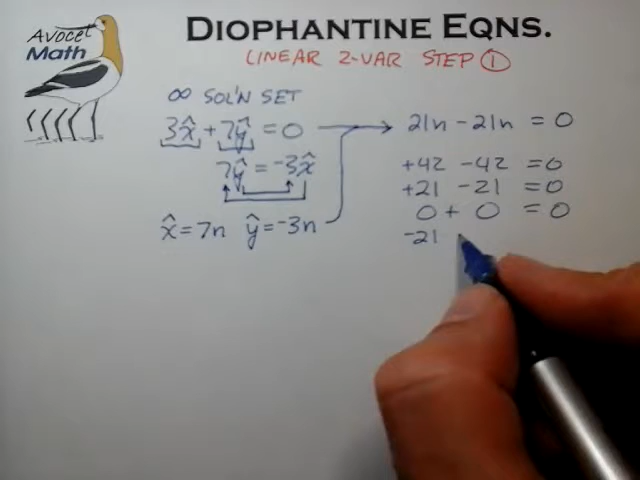 Avocet
Math
DIOPHANTINE EQNS.
LINEAR 2-VAR STEP ①
∞ SOL'N SET
3x̂ + 7ŷ = 0
7ŷ = -3x̂
x̂ = 7n ŷ = -3n
21n - 21n = 0
+42 -42 = 0
+21 -21 = 0
0 + 0 = 0
-21